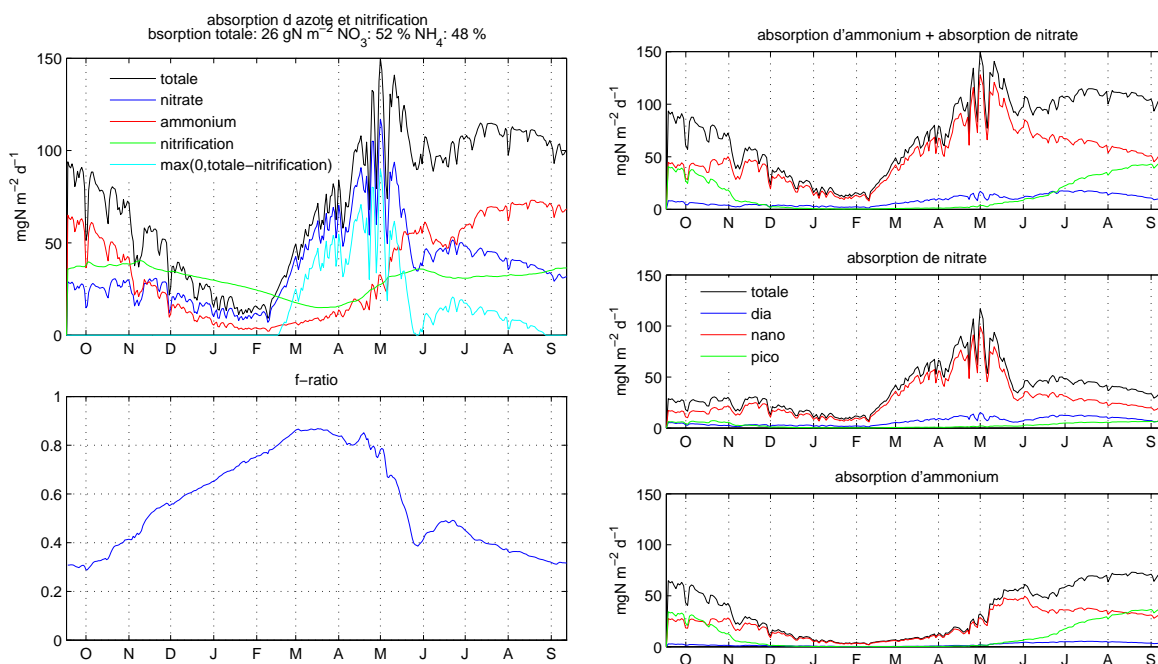 absorption d azote et nitrification
bsorption totale: 26 gN m−2 NO3: 52 % NH4: 48 %
150
100
50
0
mgN m−2 d−1
totale
nitrate
ammonium
nitrification
max(0,totale−nitrification)
O N D J F M A M J J A S
f−ratio
1
0.8
0.6
0.4
0.2
0
O N D J F M A M J J A S
absorption d'ammonium + absorption de nitrate
150
100
50
0
mgN m−2 d−1
O N D J F M A M J J A S
absorption de nitrate
150
100
50
0
mgN m−2 d−1
totale
dia
nano
pico
O N D J F M A M J J A S
absorption d'ammonium
150
100
50
0
mgN m−2 d−1
O N D J F M A M J J A S